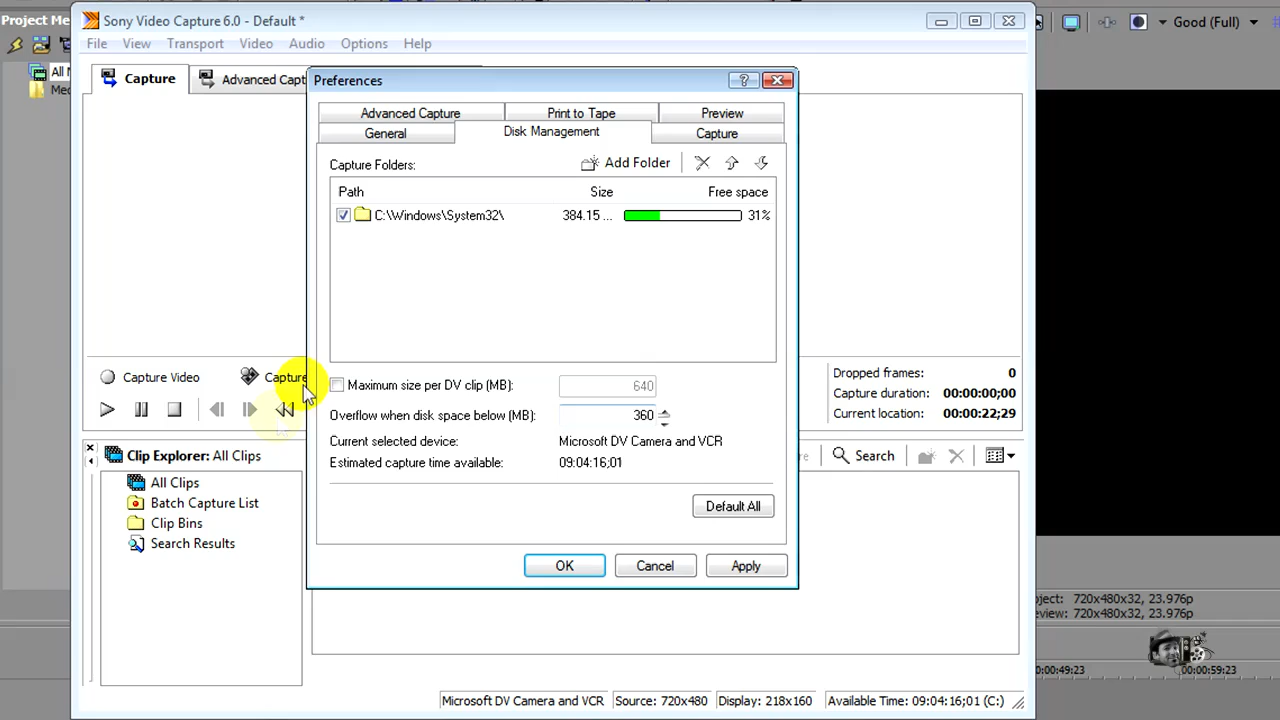 Project Me
Sony Video Capture 6.0 - Default *
Good (Full)
File View Transport Video Audio Options Help
All
Capture
Advanced Capt
Preferences
Advanced Capture
Print to Tape
Preview
General
Disk Management
Capture
Capture Folders:
Add Folder
Path
Size
Free space
C:\Windows\System32\
384.15 ...
31%
Capture Video
Capture
Maximum size per DV clip (MB):
640
Overflow when disk space below (MB):
360
Current selected device:
Microsoft DV Camera and VCR
Estimated capture time available:
09:04:16;01
Default All
OK
Cancel
Apply
Dropped frames:
0
Capture duration:
00:00:00;00
Current location:
00:00:22;29
Clip Explorer: All Clips
Search
All Clips
Batch Capture List
Clip Bins
Search Results
Microsoft DV Camera and VCR
Source: 720x480
Display: 218x160
Available Time: 09:04:16;01 (C:)
oject: 720x480x32, 23.976p
review: 720x480x32, 23.976p
:00:49:23
00:00:59:23